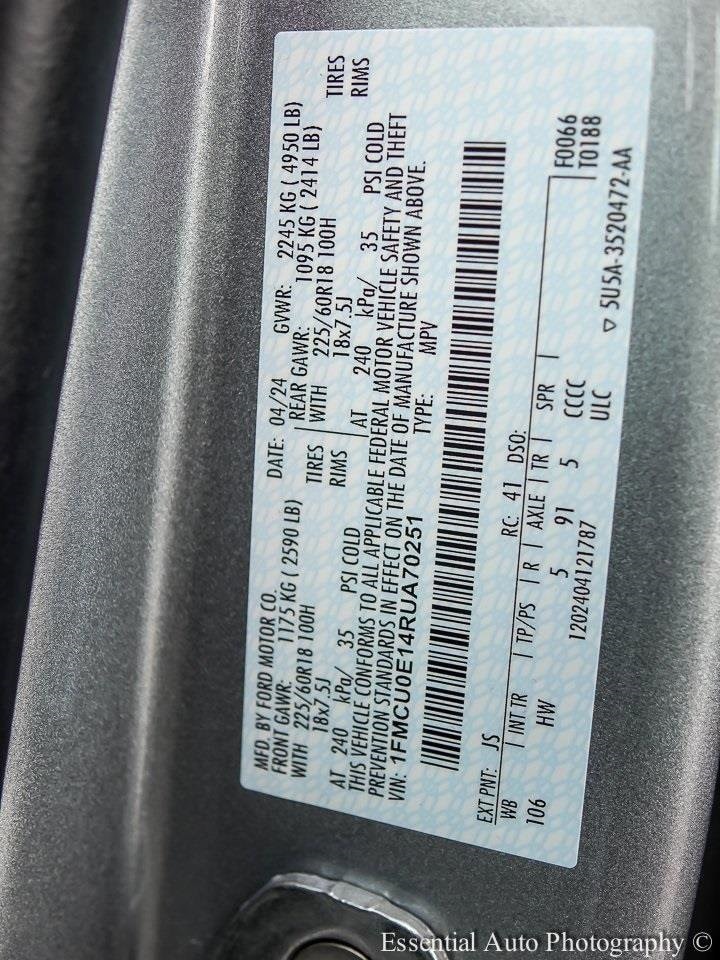 MFD. BY FORD MOTOR CO.
DATE: 04/24 GVWR: 2245 KG ( 4950 LB)
FRONT GAWR: 1175 KG ( 2590 LB) REAR GAWR: 1095 KG ( 2414 LB)
WITH 225/60R18 100H TIRES WITH 225/60R18 100H TIRES
18x7.5J RIMS 18x7.5J RIMS
AT 240 kPa/ 35 PSI COLD AT 240 kPa/ 35 PSI COLD
THIS VEHICLE CONFORMS TO ALL APPLICABLE FEDERAL MOTOR VEHICLE SAFETY AND THEFT
PREVENTION STANDARDS IN EFFECT ON THE DATE OF MANUFACTURE SHOWN ABOVE.
VIN: 1FMCU0E14RUA70251 TYPE: MPV
F0066
T0188
EXT PNT: JS RC: 41 DSO:
WB | INT TR | TP/PS | R | AXLE | TR | SPR |
106 HW 5 91 5 CCCC
1202404121787 ULC
▽ 5U5A-3520472-AA
Essential Auto Photography ©